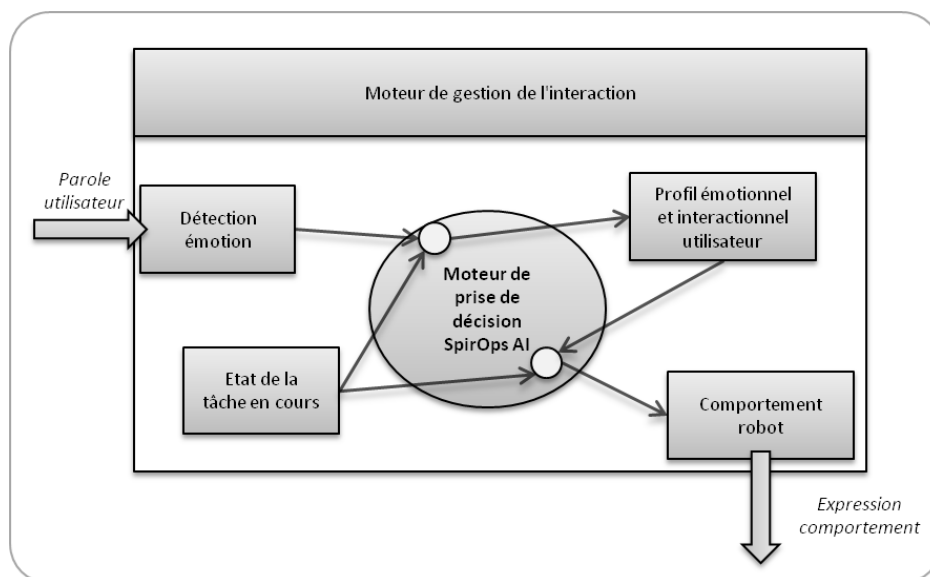 Moteur de gestion de l'interaction
Parole
utilisateur
Détection
émotion
Profil émotionnel
et interactionnel
utilisateur
Moteur de
prise de
décision
SpirOps AI
Etat de la
tâche en cours
Comportement
robot
Expression
comportement